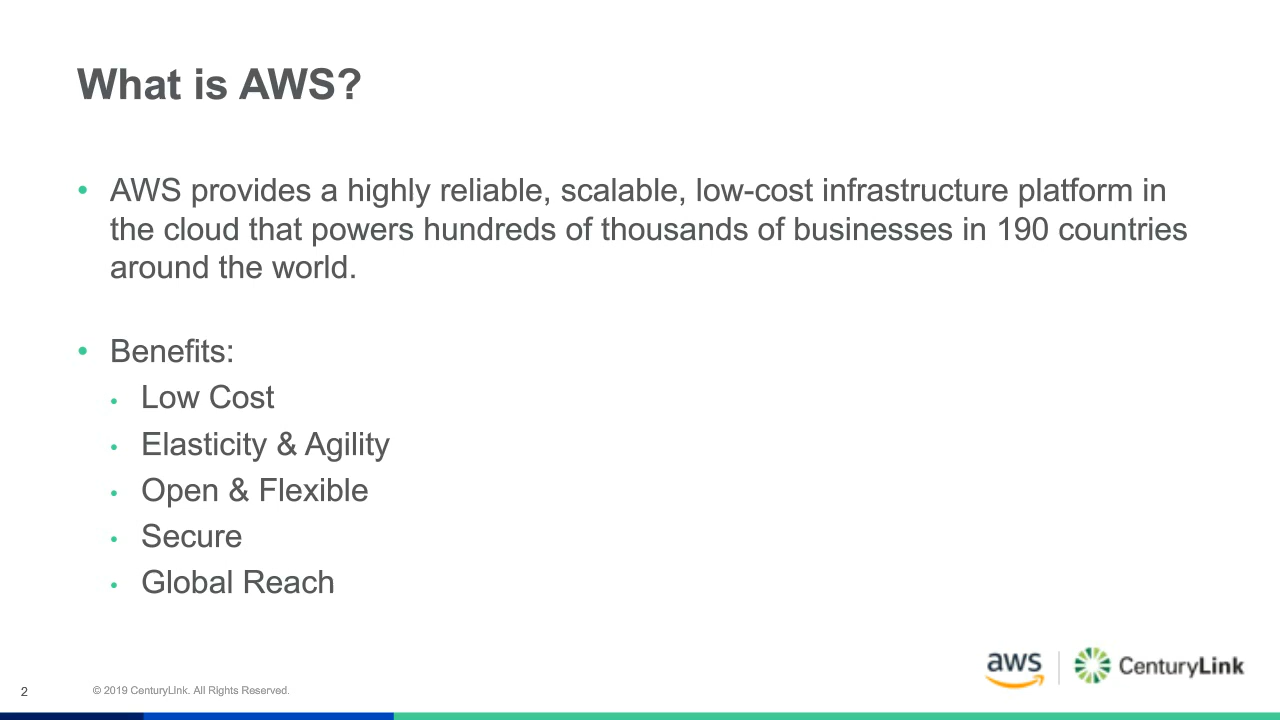 What is AWS?
• AWS provides a highly reliable, scalable, low-cost infrastructure platform in
the cloud that powers hundreds of thousands of businesses in 190 countries
around the world.
• Benefits:
• Low Cost
• Elasticity & Agility
• Open & Flexible
• Secure
• Global Reach
aws CenturyLink
2 © 2019 CenturyLInk. All Rights Reserved.